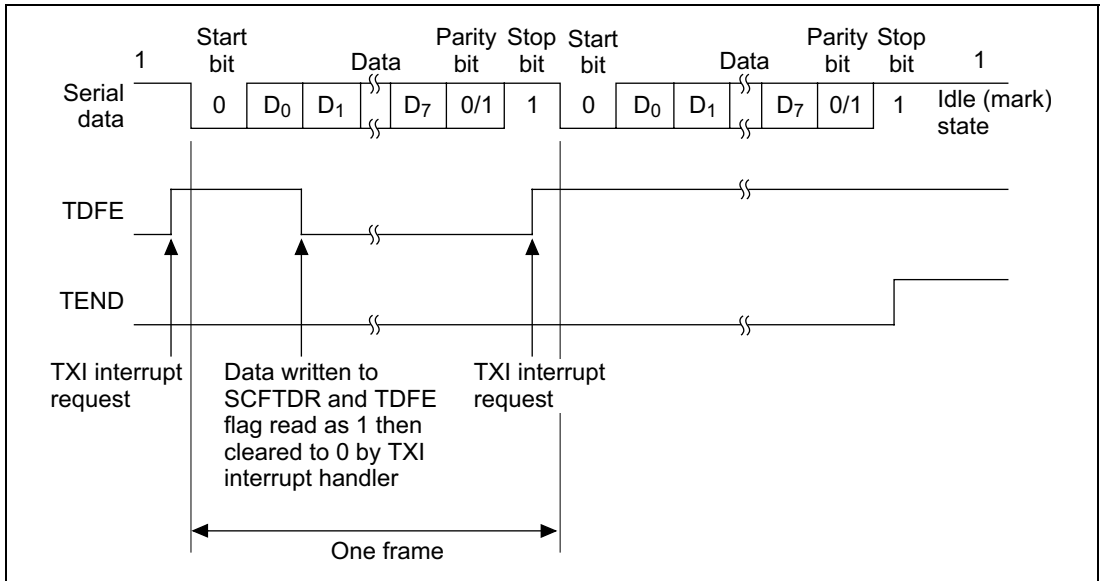 1 Start bit Data Parity bit Stop bit Start bit Data Parity bit Stop bit 1
Serial data 0 D0 D1 D7 0/1 1 0 D0 D1 D7 0/1 1 Idle (mark) state
TDFE
TEND
TXI interrupt request
Data written to
SCFTDR and TDFE
flag read as 1 then
cleared to 0 by TXI
interrupt handler
TXI interrupt request
One frame